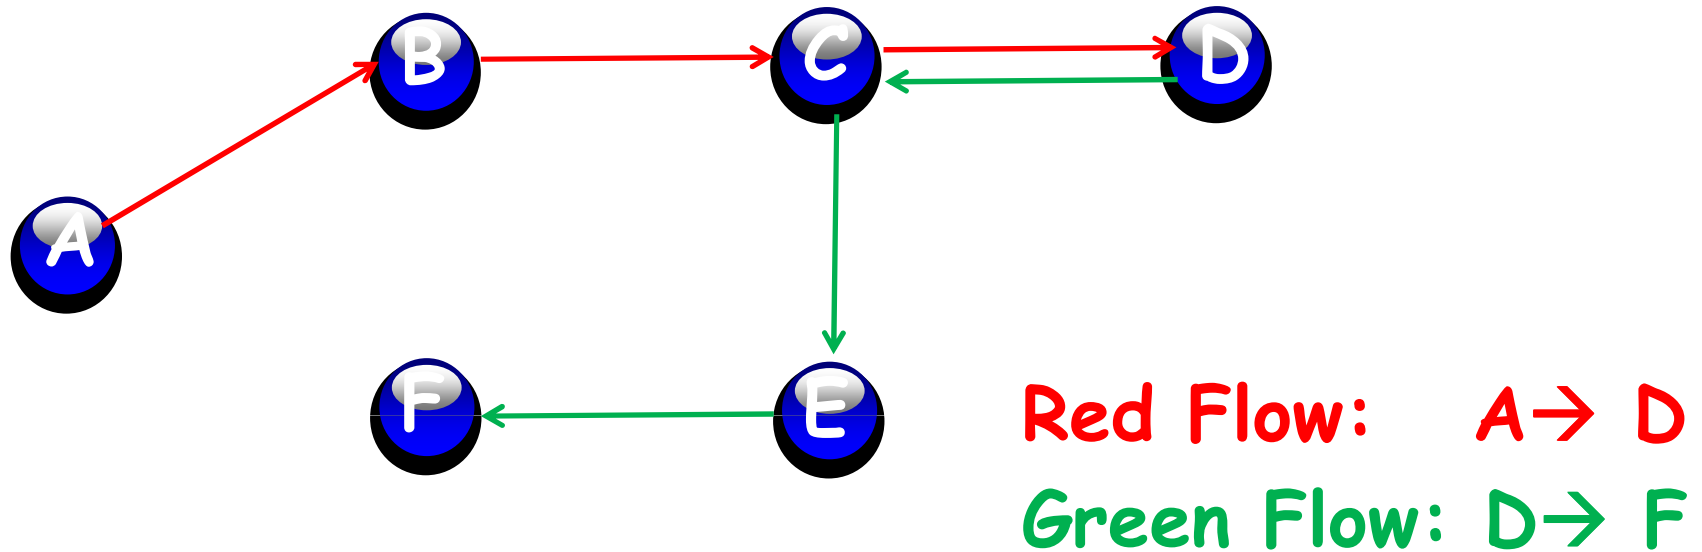 B
C
D
A
F
E
Red Flow: A→ D
Green Flow: D→ F